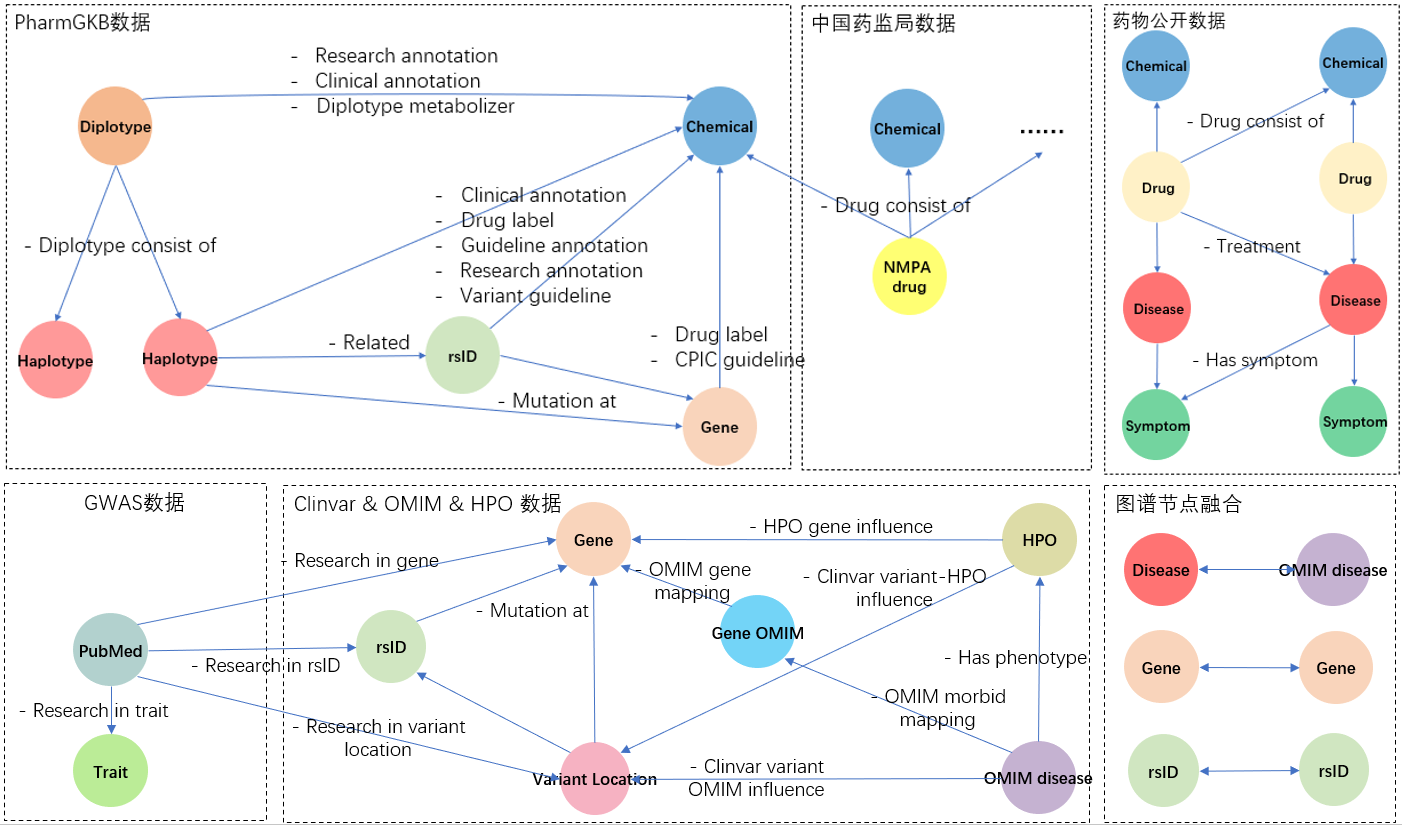 PharmGKB数据
- Research annotation
- Clinical annotation
- Diplotype metabolizer
Diplotype
Chemical
- Clinical annotation
- Drug label
- Guideline annotation
- Research annotation
- Variant guideline
- Diplotype consist of
Haplotype
Haplotype
- Related
rsID
- Drug label
- CPIC guideline
- Mutation at
Gene
中国药监局数据
Chemical
......
- Drug consist of
NMPA
drug
药物公开数据
Chemical
Chemical
- Drug consist of
Drug
Drug
- Treatment
Disease
Disease
- Has symptom
Symptom
Symptom
GWAS数据
- Research in gene
PubMed
- Research in rsID
- Research in trait
- Research in variant
location
Trait
Clinvar & OMIM & HPO 数据
Gene
- HPO gene influence
HPO
- OMIM gene
mapping
- Clinvar variant-HPO
influence
- Mutation at
rsID
Gene OMIM
- Has phenotype
- OMIM morbid
mapping
Variant Location
- Clinvar variant
OMIM influence
OMIM disease
图谱节点融合
Disease
OMIM disease
Gene
Gene
rsID
rsID